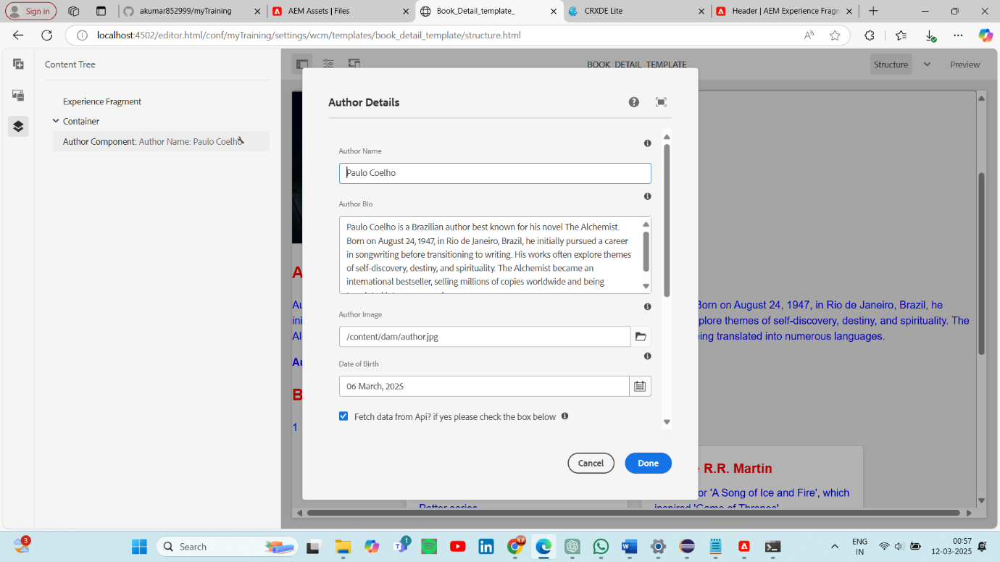 Sign in
akumar852999/myTraining
AEM Assets | Files
Book_Detail_template_
CRXDE Lite
Header | AEM Experience Fragn
localhost:4502/editor.html/conf/myTraining/settings/wcm/templates/book_detail_template/structure.html
Content Tree
BOOK_DETAIL_TEMPLATE
Structure
Preview
Experience Fragment
Container
Author Component: Author Name: Paulo Coelho
Author Details
Author Name
Paulo Coelho
Author Bio
Paulo Coelho is a Brazilian author best known for his novel The Alchemist.
Born on August 24, 1947, in Rio de Janeiro, Brazil, he initially pursued a career
in songwriting before transitioning to writing. His works often explore themes
of self-discovery, destiny, and spirituality. The Alchemist became an
international bestseller, selling millions of copies worldwide and being
Author Image
/content/dam/author.jpg
Date of Birth
06 March, 2025
Fetch data from Api? if yes please check the box below
Cancel
Done
A
Au
Born on August 24, 1947, in Rio de Janeiro, Brazil, he
ini
plore themes of self-discovery, destiny, and spirituality. The
Al
eing translated into numerous languages.
Au
B
1
R.R. Martin
or 'A Song of Ice and Fire', which
Potter series
inspired 'Game of Thrones'
3
Search
1
ENG
IN
00:57
12-03-2025